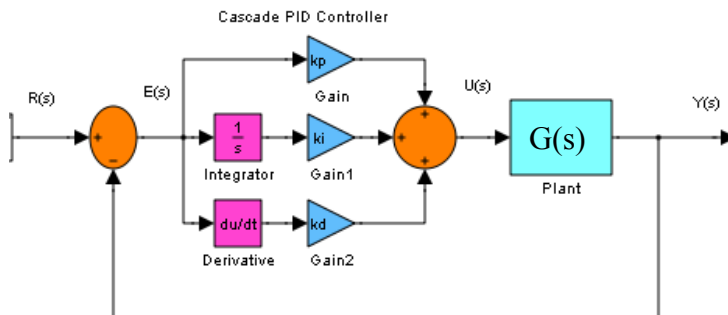 Cascade PID Controller
R(s)
E(s)
kp
Gain
U(s)
Y(s)
+
−
1
s
Integrator
ki
Gain1
+
+
+
G(s)
Plant
du/dt
Derivative
kd
Gain2